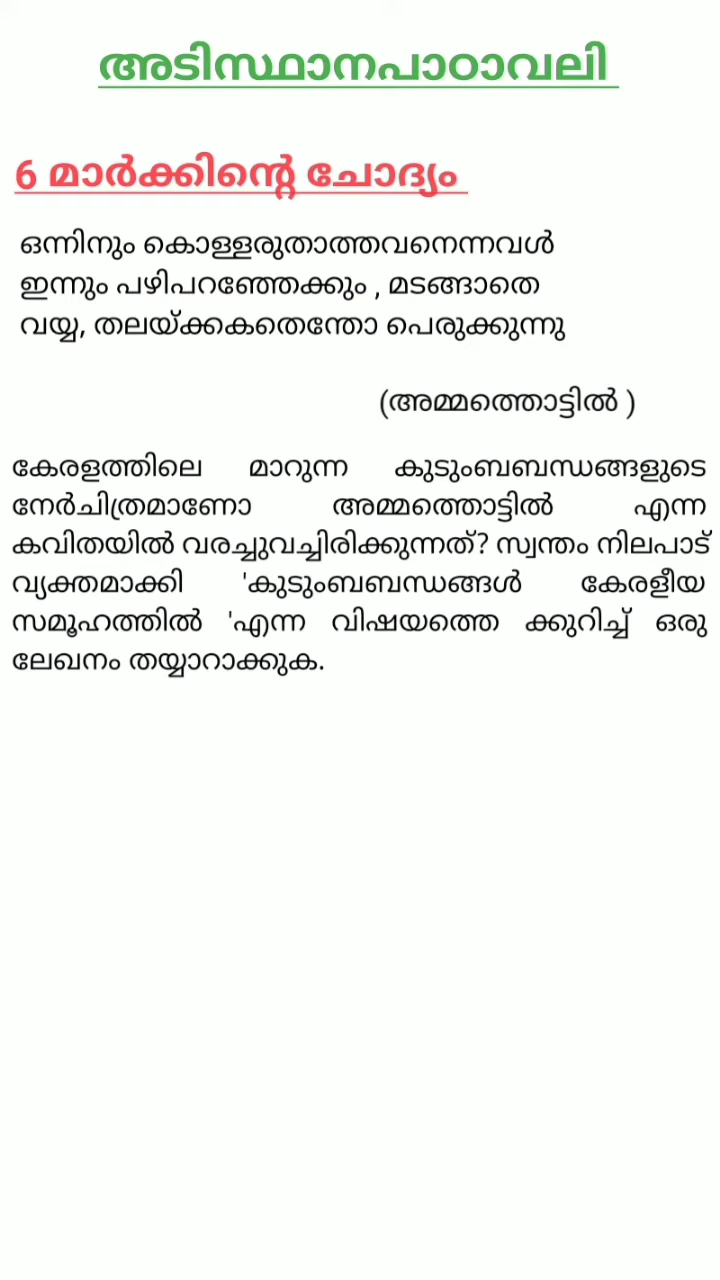 അടിസ്ഥാനപാഠാവലി
6 മാർക്കിന്റെ ചോദ്യം
ഒന്നിനും കൊള്ളരുതാത്തവനെന്നവൾ
ഇന്നും പഴിപറഞ്ഞേക്കും , മടങ്ങാതെ
വയ്യ, തലയ്ക്കകതെന്തോ പെരുക്കുന്നു
(അമ്മത്തൊട്ടിൽ )
കേരളത്തിലെ മാറുന്ന കുടുംബബന്ധങ്ങളുടെ
നേർചിത്രമാണോ അമ്മത്തൊട്ടിൽ എന്ന
കവിതയിൽ വരച്ചുവച്ചിരിക്കുന്നത്? സ്വന്തം നിലപാട്
വ്യക്തമാക്കി 'കുടുംബബന്ധങ്ങൾ കേരളീയ
സമൂഹത്തിൽ 'എന്ന വിഷയത്തെ ക്കുറിച്ച് ഒരു
ലേഖനം തയ്യാറാക്കുക.